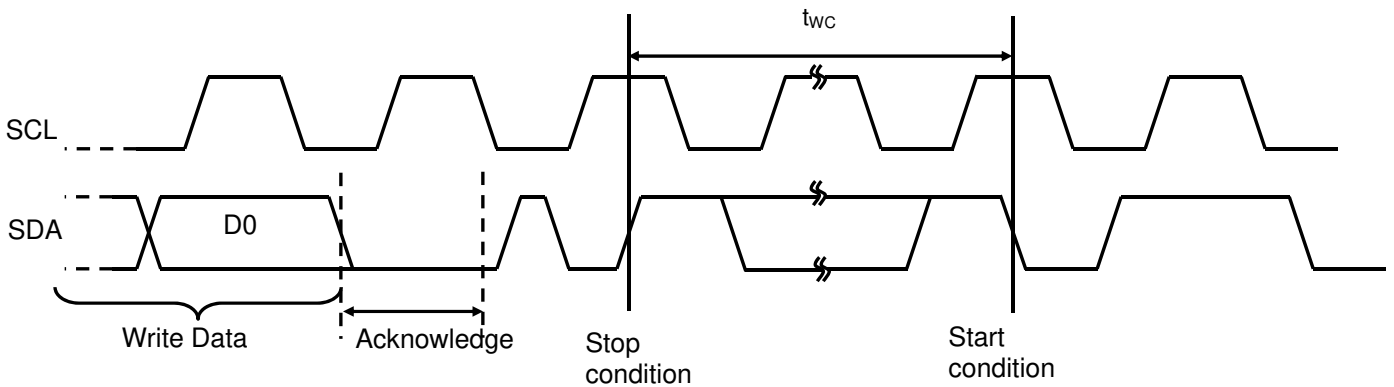 tWC
SCL
SDA
D0
Write Data
Acknowledge
Stop
condition
Start
condition